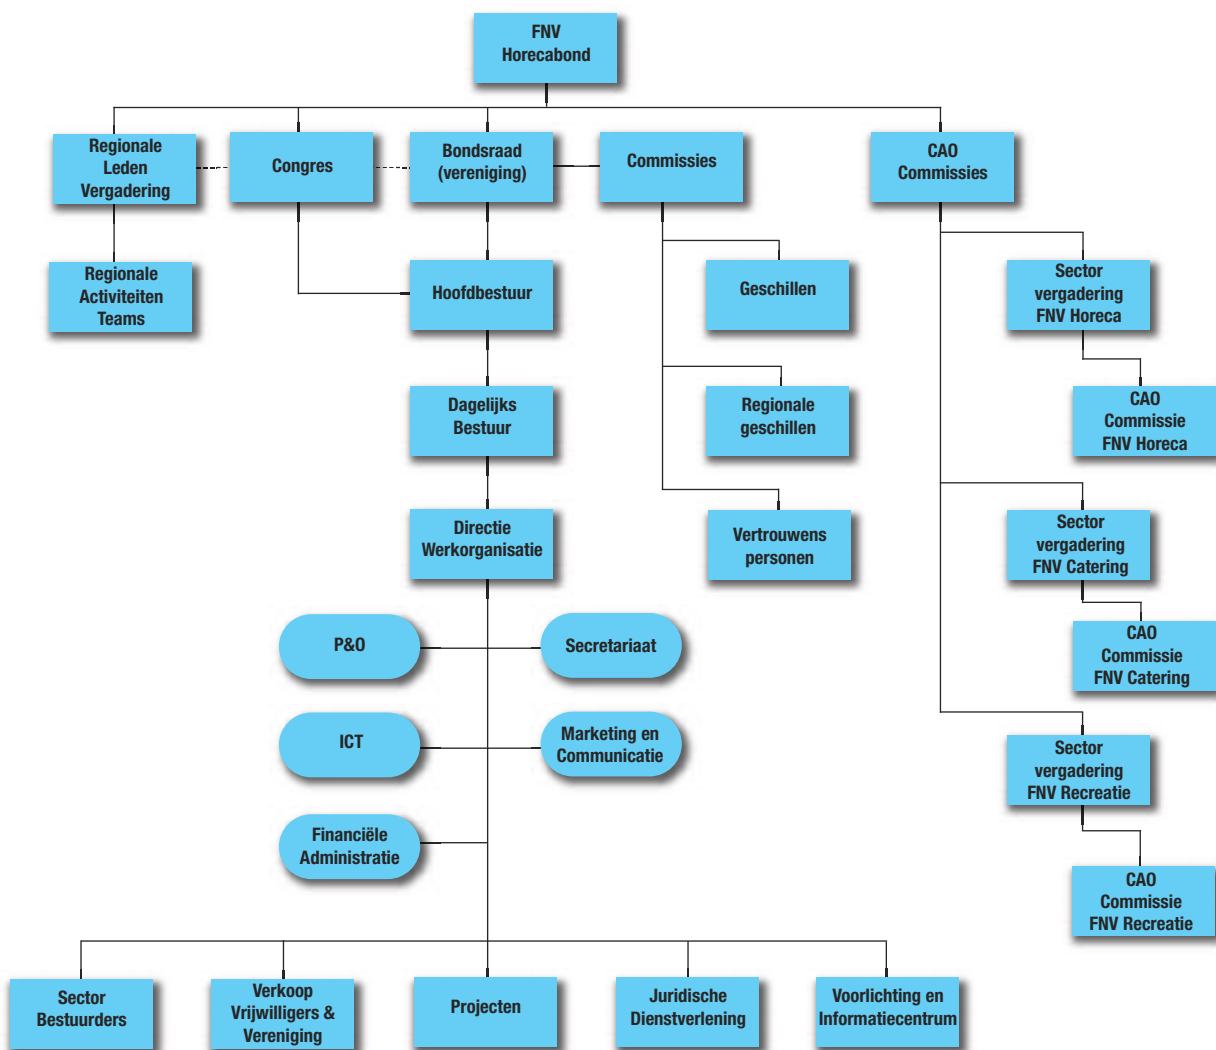 FNV
Horecabond
Regionale
Leden
Vergadering
Congres
Bondsraad
(vereniging)
Commissies
CAO
Commissies
Regionale
Activiteiten
Teams
Hoofdbestuur
Geschillen
Sector
vergadering
FNV Horeca
Dagelijks
Bestuur
Regionale
geschillen
CAO
Commissie
FNV Horeca
Directie
Werkorganisatie
Vertrouwens
personen
Sector
vergadering
FNV Catering
P&O
Secretariaat
CAO
Commissie
FNV Catering
ICT
Marketing en
Communicatie
Sector
vergadering
FNV Recreatie
Financiële
Administratie
CAO
Commissie
FNV Recreatie
Sector
Bestuurders
Verkoop
Vrijwilligers &
Vereniging
Projecten
Juridische
Dienstverlening
Voorlichting en
Informatiecentrum